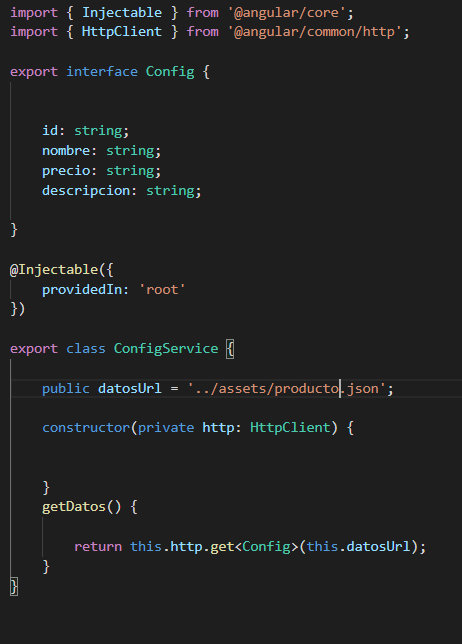 import { Injectable } from '@angular/core';
import { HttpClient } from '@angular/common/http';
export interface Config {
id: string;
nombre: string;
precio: string;
descripcion: string;
}
@Injectable({
providedIn: 'root'
})
export class ConfigService {
public datosUrl = '../assets/producto.json';
constructor(private http: HttpClient) {
}
getDatos() {
return this.http.get<Config>(this.datosUrl);
}
}